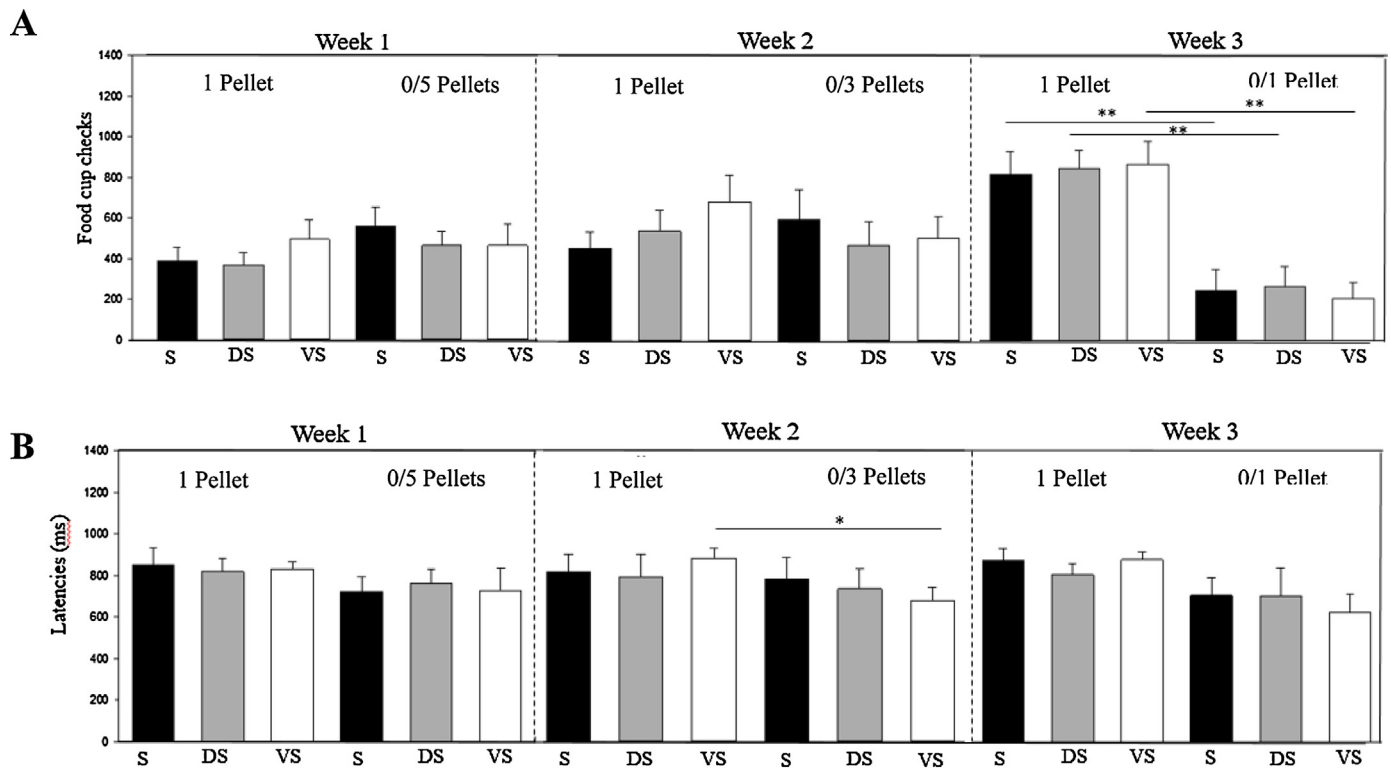 A
Week 1 Week 2 Week 3
1 Pellet 0/5 Pellets 1 Pellet 0/3 Pellets 1 Pellet 0/1 Pellet
** ** **
Food cup checks
1400
1200
1000
800
600
400
200
0
S DS VS S DS VS S DS VS S DS VS S DS VS S DS VS
B
Week 1 Week 2 Week 3
1 Pellet 0/5 Pellets 1 Pellet 0/3 Pellets 1 Pellet 0/1 Pellet
*
Latencies (ms)
1400
1200
1000
800
600
400
200
0
S DS VS S DS VS S DS VS S DS VS S DS VS S DS VS